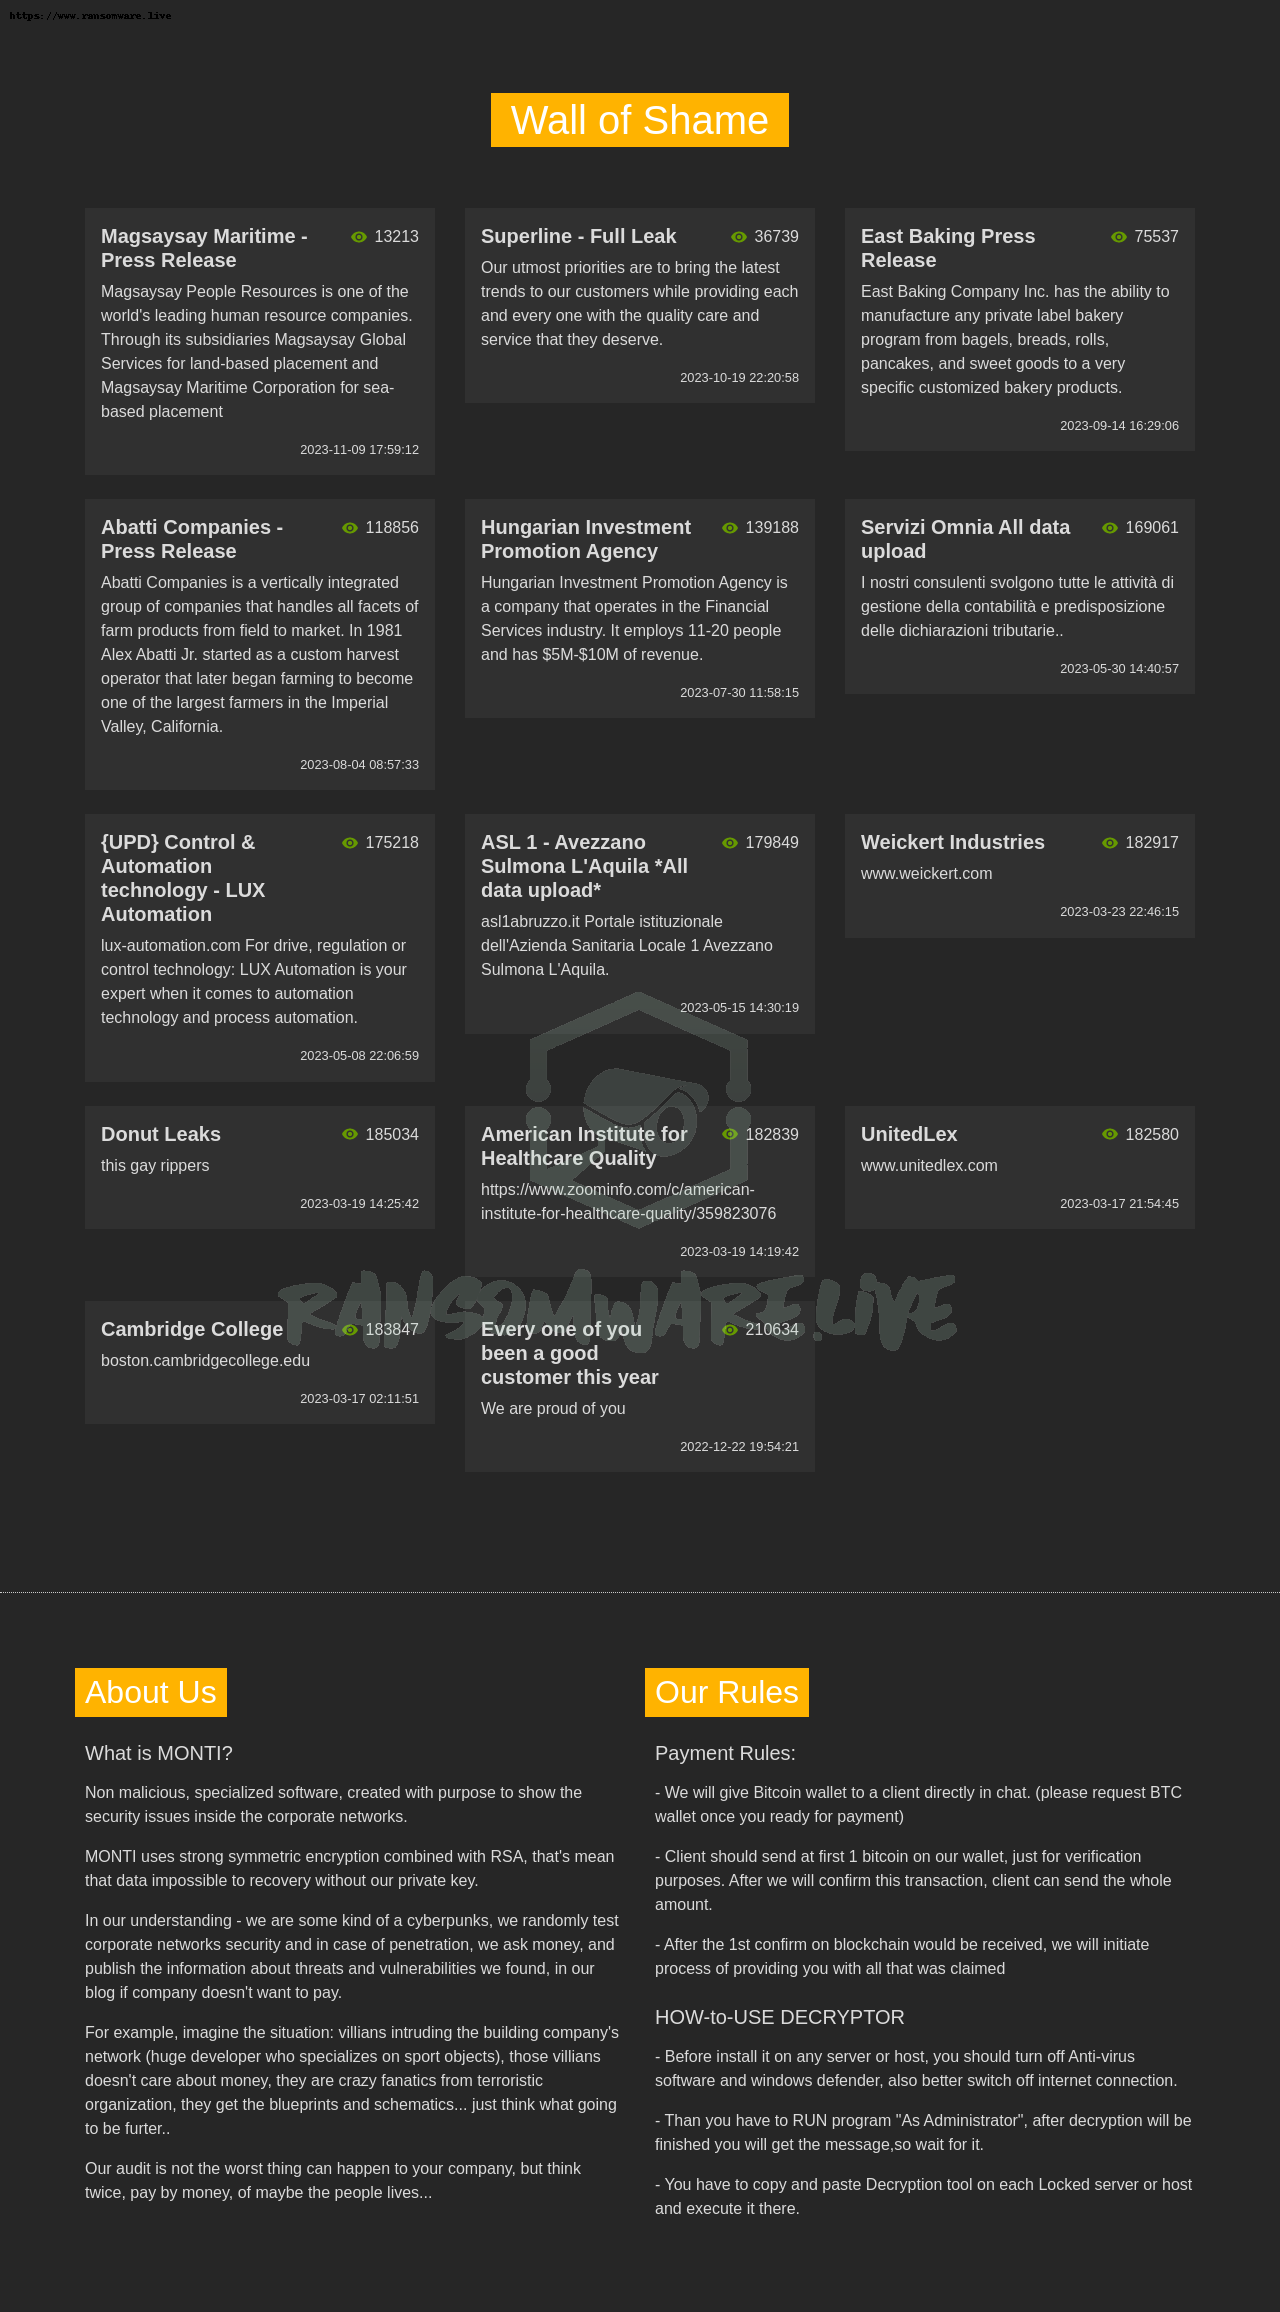 https://www.ransomware.live
Wall of Shame
Magsaysay Maritime -
Press Release
13213
Magsaysay People Resources is one of the
world's leading human resource companies.
Through its subsidiaries Magsaysay Global
Services for land-based placement and
Magsaysay Maritime Corporation for sea-
based placement
2023-11-09 17:59:12
Superline - Full Leak
36739
Our utmost priorities are to bring the latest
trends to our customers while providing each
and every one with the quality care and
service that they deserve.
2023-10-19 22:20:58
East Baking Press
Release
75537
East Baking Company Inc. has the ability to
manufacture any private label bakery
program from bagels, breads, rolls,
pancakes, and sweet goods to a very
specific customized bakery products.
2023-09-14 16:29:06
Abatti Companies -
Press Release
118856
Abatti Companies is a vertically integrated
group of companies that handles all facets of
farm products from field to market. In 1981
Alex Abatti Jr. started as a custom harvest
operator that later began farming to become
one of the largest farmers in the Imperial
Valley, California.
2023-08-04 08:57:33
Hungarian Investment
Promotion Agency
139188
Hungarian Investment Promotion Agency is
a company that operates in the Financial
Services industry. It employs 11-20 people
and has $5M-$10M of revenue.
2023-07-30 11:58:15
Servizi Omnia All data
upload
169061
I nostri consulenti svolgono tutte le attività di
gestione della contabilità e predisposizione
delle dichiarazioni tributarie..
2023-05-30 14:40:57
{UPD} Control &
Automation
technology - LUX
Automation
175218
lux-automation.com For drive, regulation or
control technology: LUX Automation is your
expert when it comes to automation
technology and process automation.
2023-05-08 22:06:59
ASL 1 - Avezzano
Sulmona L'Aquila *All
data upload*
179849
asl1abruzzo.it Portale istituzionale
dell'Azienda Sanitaria Locale 1 Avezzano
Sulmona L'Aquila.
2023-05-15 14:30:19
Weickert Industries
182917
www.weickert.com
2023-03-23 22:46:15
Donut Leaks
185034
this gay rippers
2023-03-19 14:25:42
American Institute for
Healthcare Quality
182839
https://www.zoominfo.com/c/american-
institute-for-healthcare-quality/359823076
2023-03-19 14:19:42
UnitedLex
182580
www.unitedlex.com
2023-03-17 21:54:45
RANSOMWARE.LIVE
Cambridge College
183847
boston.cambridgecollege.edu
2023-03-17 02:11:51
Every one of you
been a good
customer this year
210634
We are proud of you
2022-12-22 19:54:21
About Us
What is MONTI?
Non malicious, specialized software, created with purpose to show the
security issues inside the corporate networks.
MONTI uses strong symmetric encryption combined with RSA, that's mean
that data impossible to recovery without our private key.
In our understanding - we are some kind of a cyberpunks, we randomly test
corporate networks security and in case of penetration, we ask money, and
publish the information about threats and vulnerabilities we found, in our
blog if company doesn't want to pay.
For example, imagine the situation: villians intruding the building company's
network (huge developer who specializes on sport objects), those villians
doesn't care about money, they are crazy fanatics from terroristic
organization, they get the blueprints and schematics... just think what going
to be furter..
Our audit is not the worst thing can happen to your company, but think
twice, pay by money, of maybe the people lives...
Our Rules
Payment Rules:
- We will give Bitcoin wallet to a client directly in chat. (please request BTC
wallet once you ready for payment)
- Client should send at first 1 bitcoin on our wallet, just for verification
purposes. After we will confirm this transaction, client can send the whole
amount.
- After the 1st confirm on blockchain would be received, we will initiate
process of providing you with all that was claimed
HOW-to-USE DECRYPTOR
- Before install it on any server or host, you should turn off Anti-virus
software and windows defender, also better switch off internet connection.
- Than you have to RUN program "As Administrator", after decryption will be
finished you will get the message,so wait for it.
- You have to copy and paste Decryption tool on each Locked server or host
and execute it there.